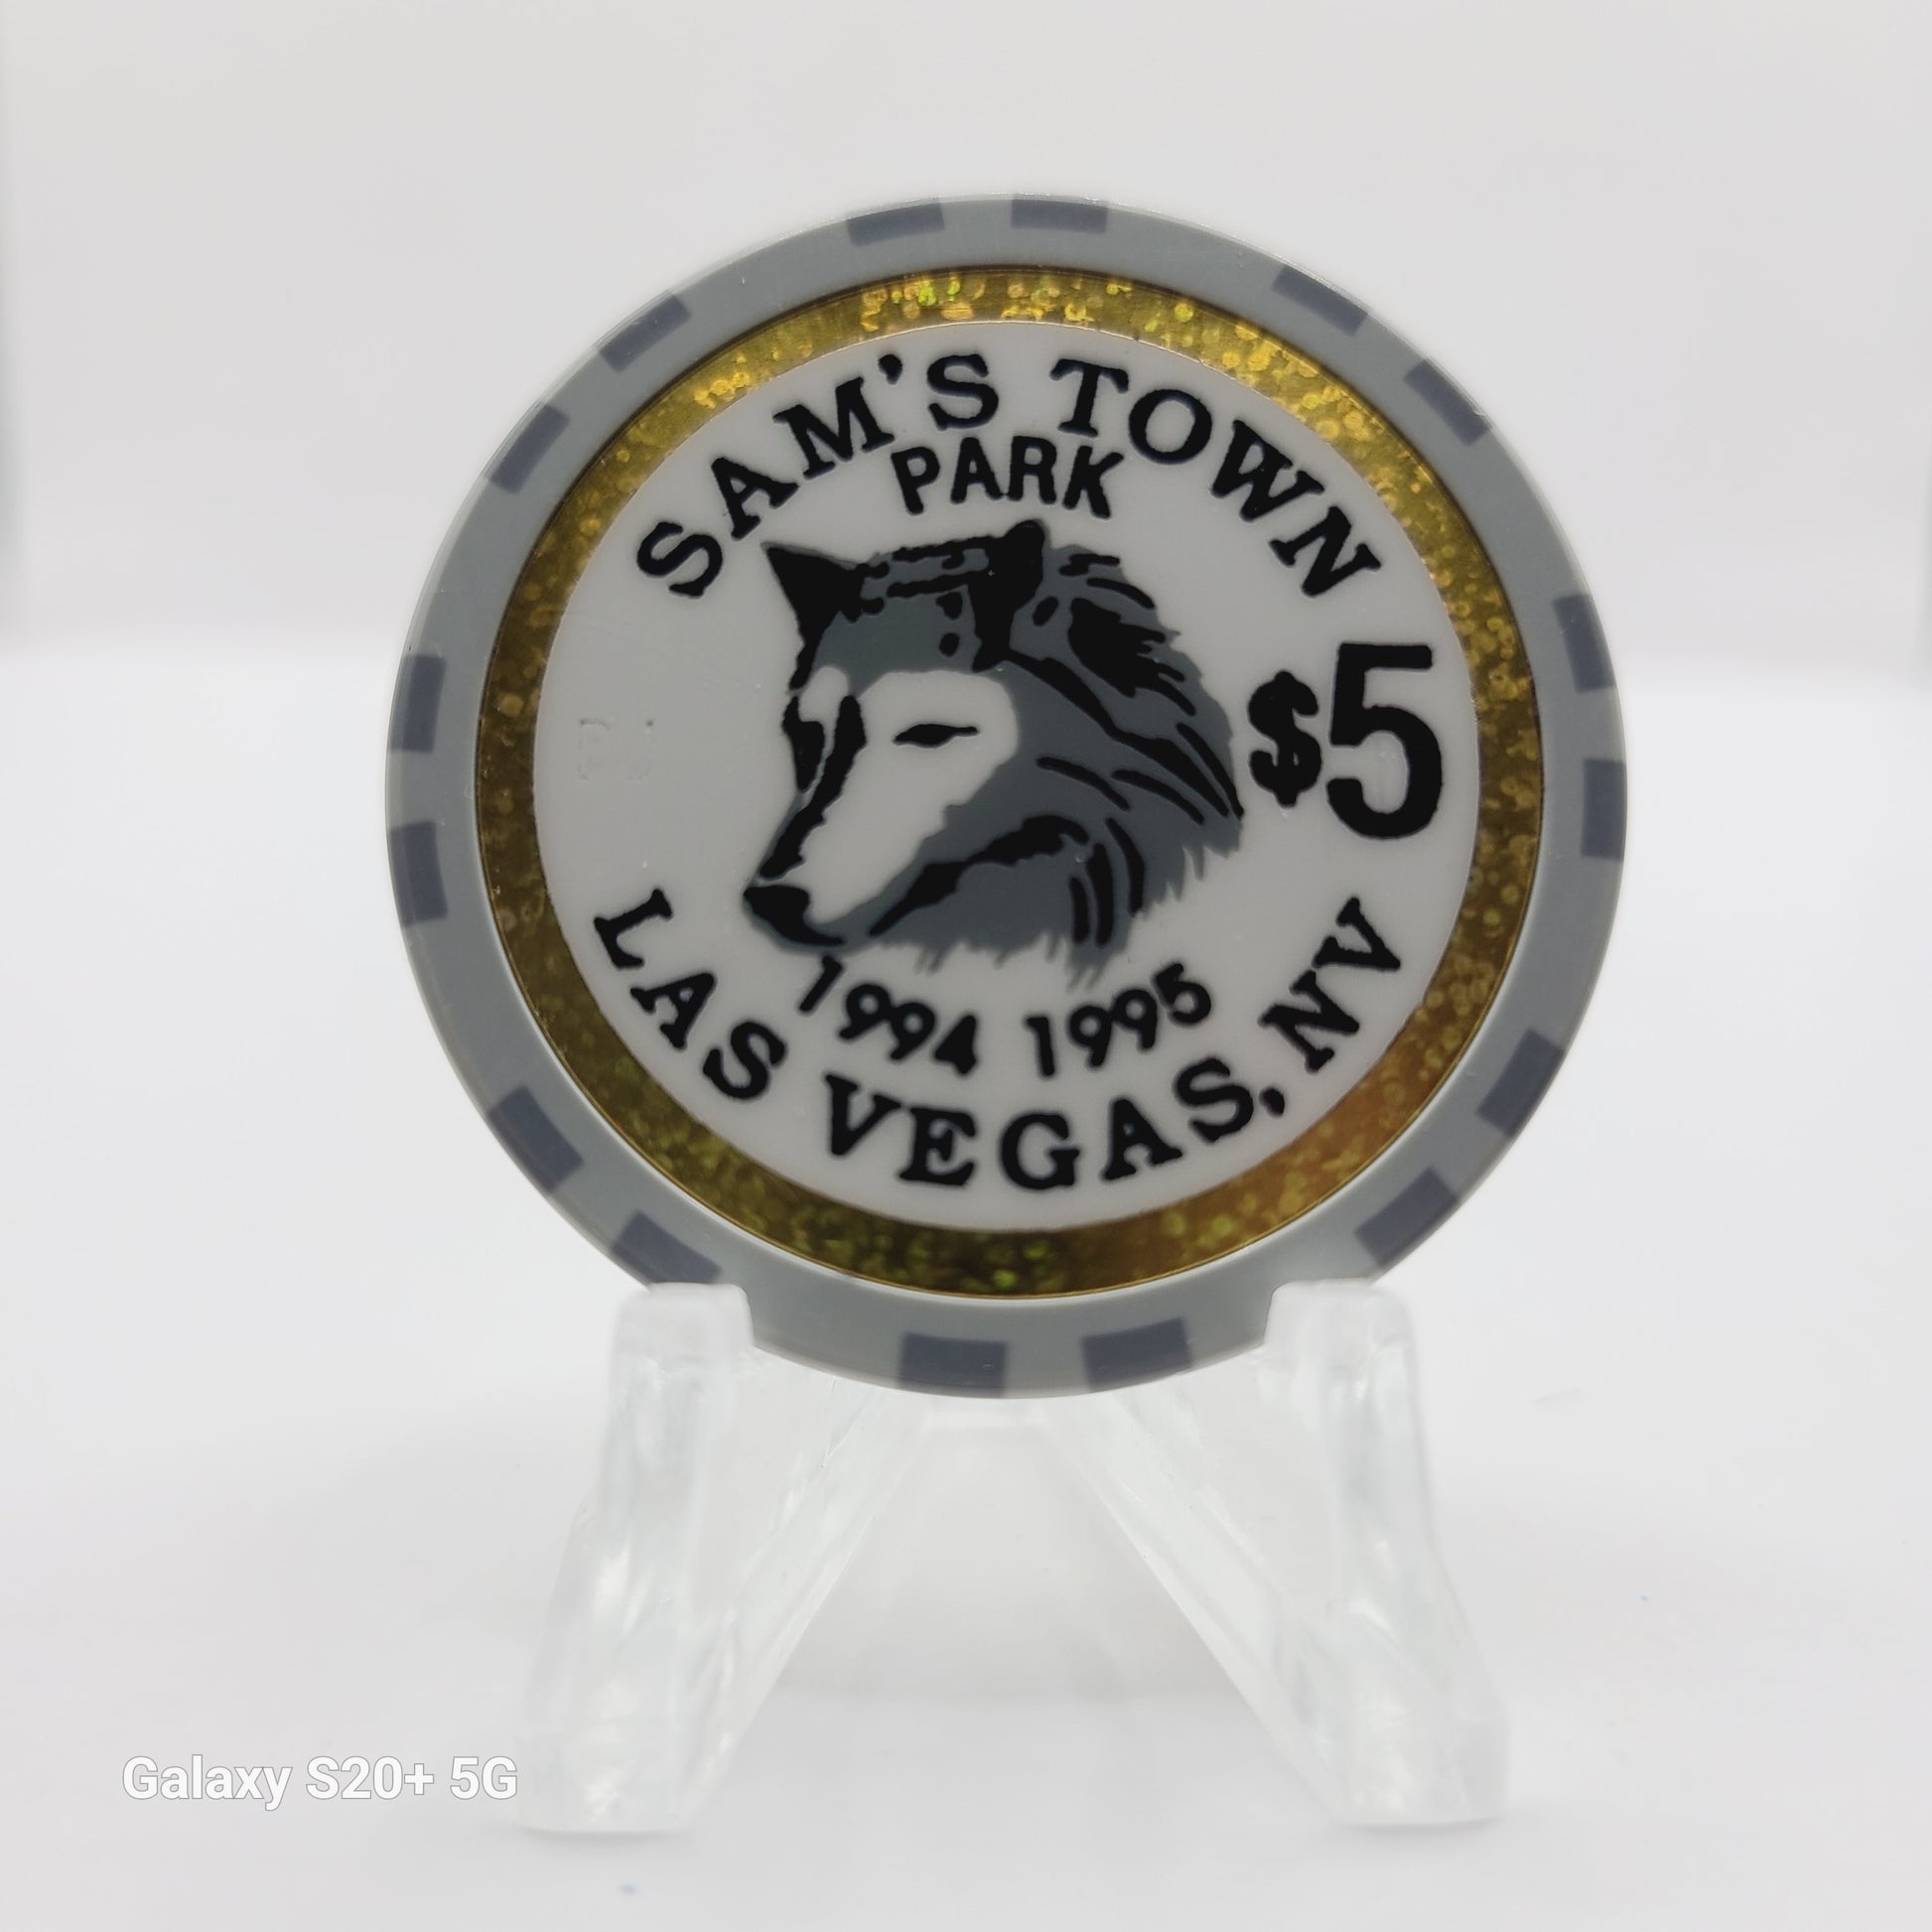 SAM'S TOWN
PARK
$5
1994 1995
LAS VEGAS, NV
Galaxy S20+ 5G